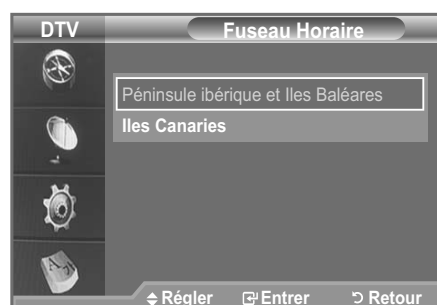 DTV
Fuseau Horaire
Péninsule ibérique et Iles Baléares
Iles Canaries
Régler Entrer Retour